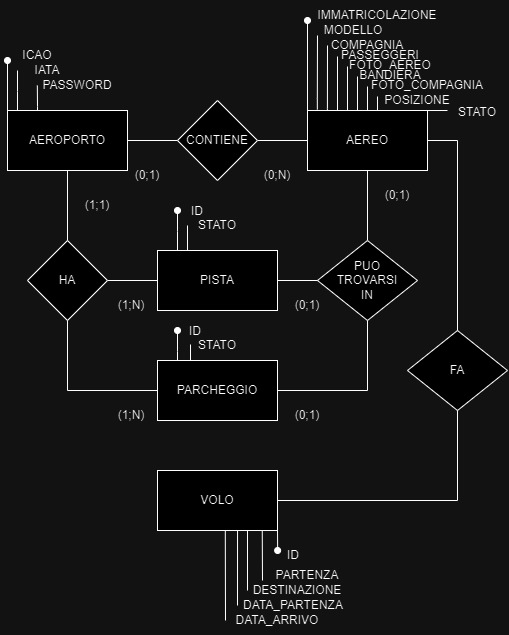 IMMATRICOLAZIONE
MODELLO
COMPAGNIA
PASSEGGERI
FOTO_AEREO
BANDIERA
FOTO_COMPAGNIA
POSIZIONE
STATO
ICAO
IATA
PASSWORD
AEROPORTO
CONTIENE
AEREO
(0;1)
(0;N)
(1;1)
(0;1)
ID
STATO
HA
PISTA
PUO
TROVARSI
IN
(1;N)
(0;1)
ID
STATO
PARCHEGGIO
FA
(1;N)
(0;1)
VOLO
ID
PARTENZA
DESTINAZIONE
DATA_PARTENZA
DATA_ARRIVO